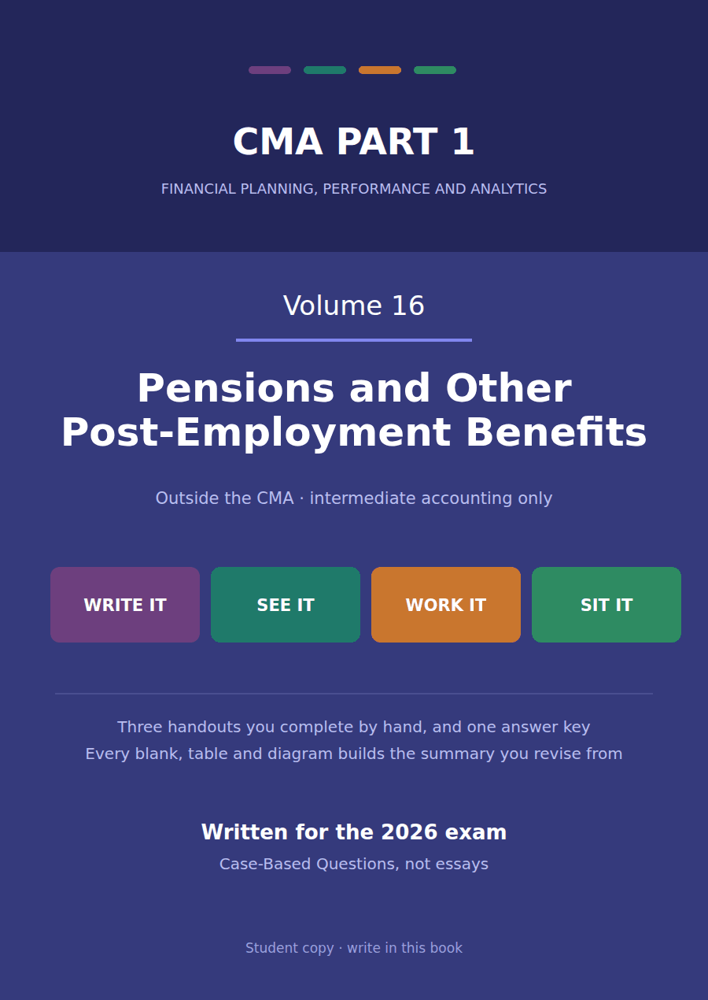 CMA PART 1
FINANCIAL PLANNING, PERFORMANCE AND ANALYTICS
Volume 16
Pensions and Other
Post-Employment Benefits
Outside the CMA · intermediate accounting only
WRITE IT
SEE IT
WORK IT
SIT IT
Three handouts you complete by hand, and one answer key
Every blank, table and diagram builds the summary you revise from
Written for the 2026 exam
Case-Based Questions, not essays
Student copy · write in this book